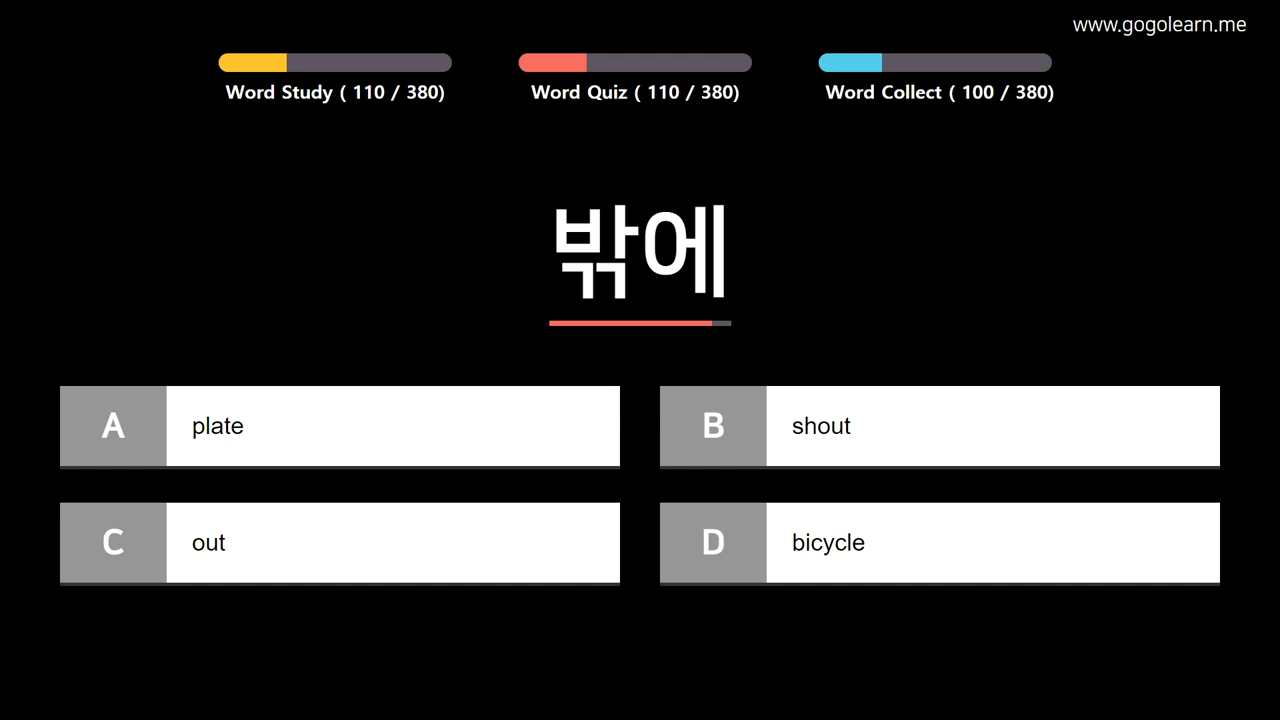 www.gogolearn.me
Word Study ( 110 / 380)
Word Quiz ( 110 / 380)
Word Collect ( 100 / 380)
밖에
A plate
B shout
C out
D bicycle